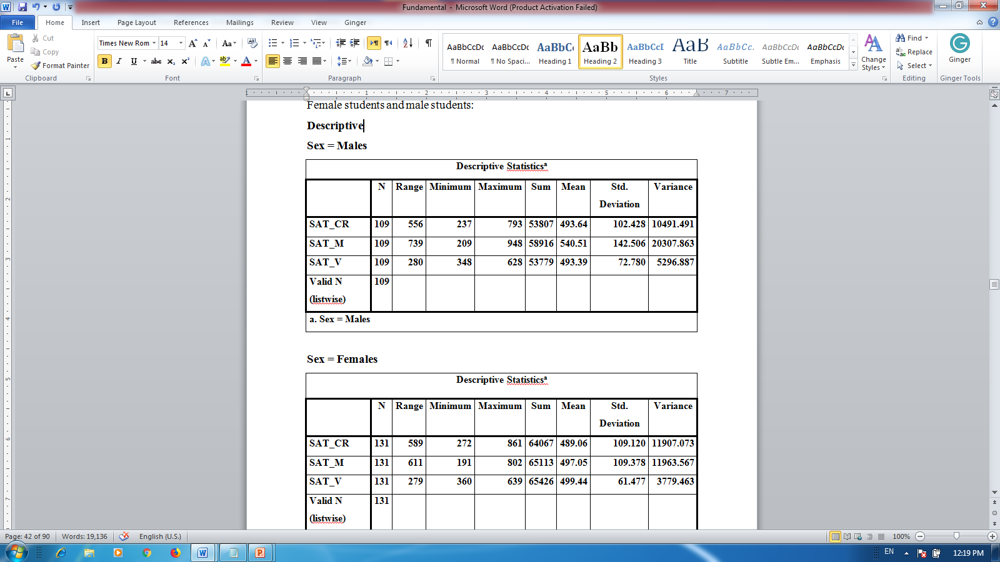 Fundamental - Microsoft Word (Product Activation Failed)
File Home Insert Page Layout References Mailings Review View Ginger
Paste
Cut
Copy
Format Painter
Clipboard
Times New Rom 14
Font
Paragraph
AaBbCcDc AaBbCcDc AaBbCc AaBb AaBbCcI AaB AaBbCc. AaBbCcDc AaBbCcDc
¶ Normal ¶ No Spaci... Heading 1 Heading 2 Heading 3 Title Subtitle Subtle Em... Emphasis
Change
Styles
Styles
Find
Replace
Select
Editing
Ginger
Ginger Tools
1 1 2 3 4 5 6 7
Female students and male students:
Descriptive
Sex = Males
Descriptive Statisticsᵃ
N Range Minimum Maximum Sum Mean Std. Deviation Variance
SAT_CR 109 556 237 793 53807 493.64 102.428 10491.491
SAT_M 109 739 209 948 58916 540.51 142.506 20307.863
SAT_V 109 280 348 628 53779 493.39 72.780 5296.887
Valid N 109
(listwise)
a. Sex = Males
Sex = Females
Descriptive Statisticsᵃ
N Range Minimum Maximum Sum Mean Std. Deviation Variance
SAT_CR 131 589 272 861 64067 489.06 109.120 11907.073
SAT_M 131 611 191 802 65113 497.05 109.378 11963.567
SAT_V 131 279 360 639 65426 499.44 61.477 3779.463
Valid N 131
(listwise)
Page: 42 of 90 Words: 19,136 English (U.S.) 100%
EN 12:19 PM